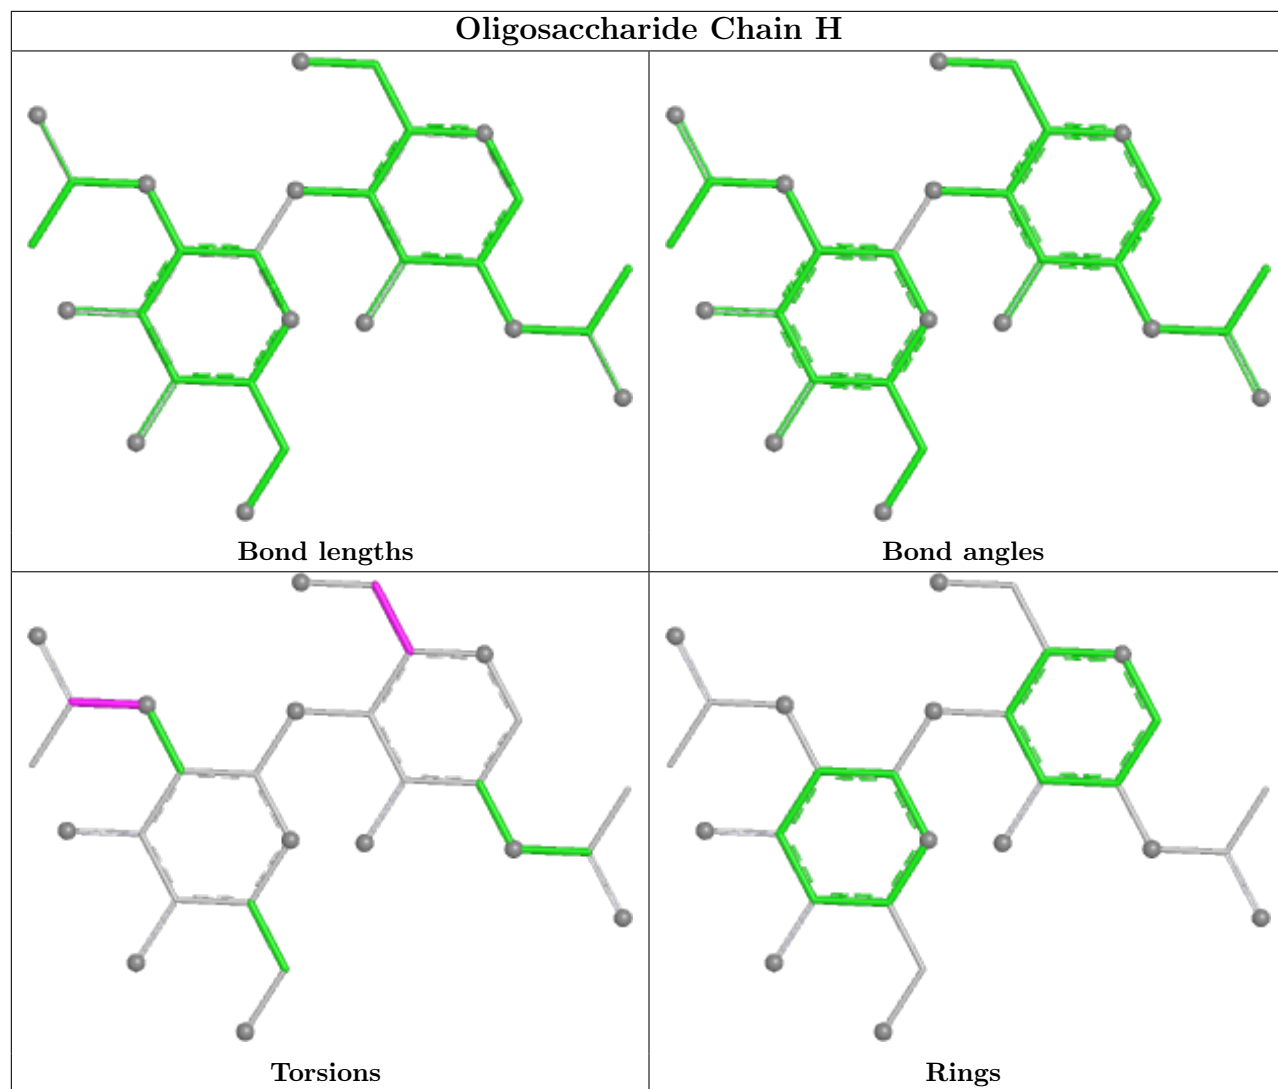 Oligosaccharide Chain H
Bond lengths
Bond angles
Torsions
Rings